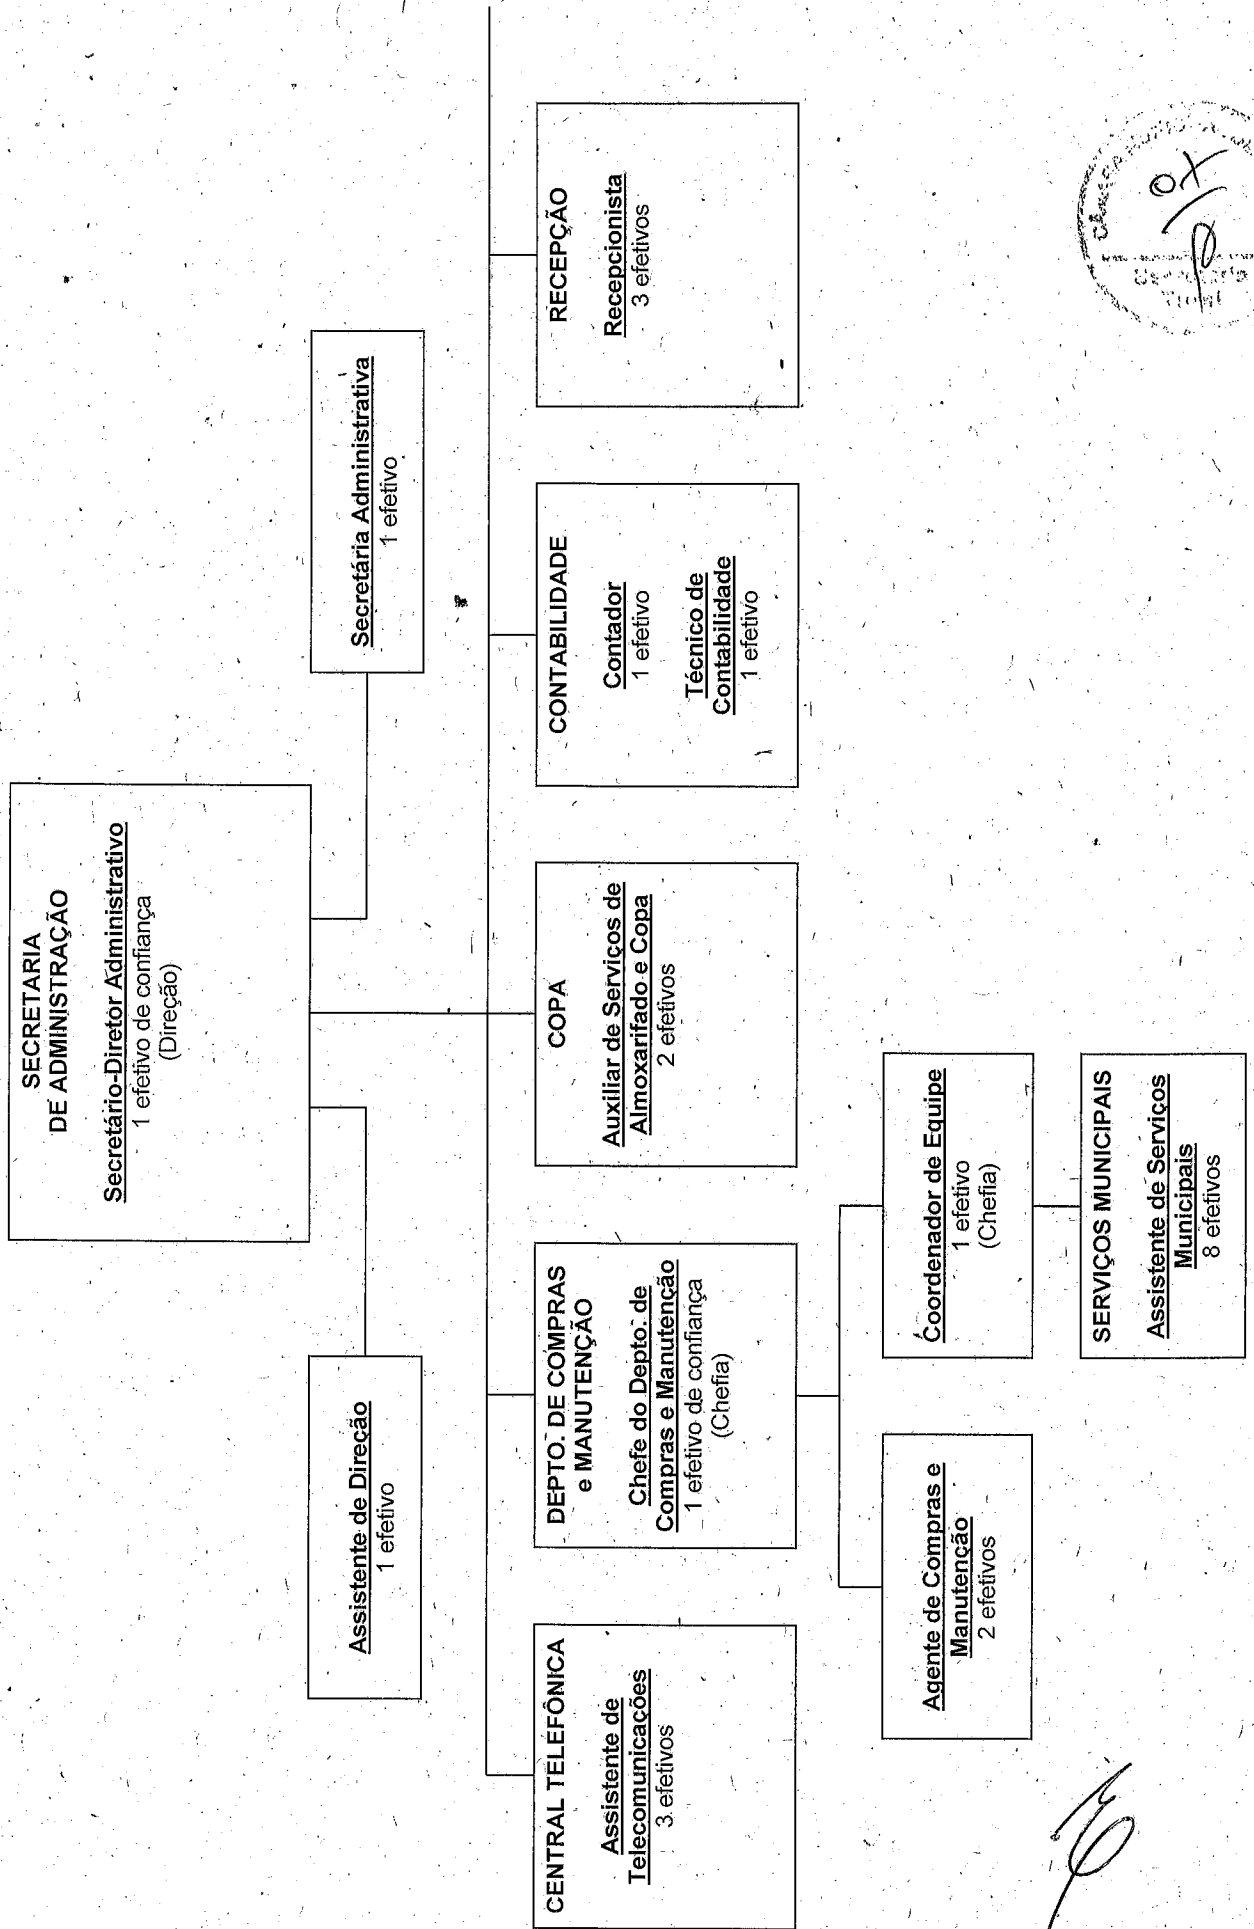 SECRETARIA
DE ADMINISTRAÇÃO
Secretário-Diretor Administrativo
1 efetivo de confiança
(Direção)
Assistente de Direção
1 efetivo
Secretária Administrativa
1 efetivo
CENTRAL TELEFÔNICA
Assistente de
Telecomunicações
3 efetivos
DEPTO. DE COMPRAS
e MANUTENÇÃO
Chefe do Depto. de
Compras e Manutenção
1 efetivo de confiança
(Chefia)
COPA
Auxiliar de Serviços de
Almoxarifado e Copa
2 efetivos
CONTABILIDADE
Contador
1 efetivo
Técnico de
Contabilidade
1 efetivo
RECEPÇÃO
Recepcionista
3 efetivos
Agente de Compras e
Manutenção
2 efetivos
Coordenador de Equipe
1 efetivo
(Chefia)
SERVIÇOS MUNICIPAIS
Assistente de Serviços
Municipais
8 efetivos